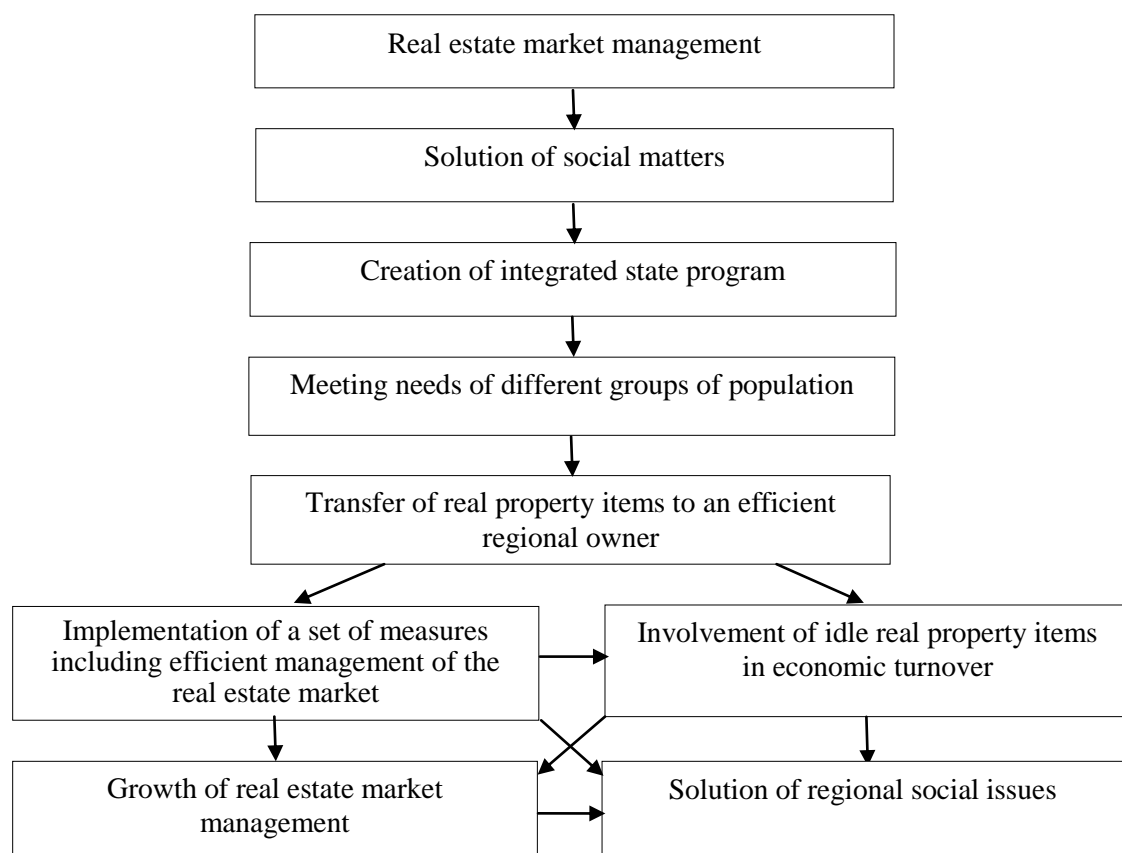 Real estate market management
Solution of social matters
Creation of integrated state program
Meeting needs of different groups of population
Transfer of real property items to an efficient
regional owner
Implementation of a set of measures
including efficient management of the
real estate market
Involvement of idle real property items
in economic turnover
Growth of real estate market
management
Solution of regional social issues